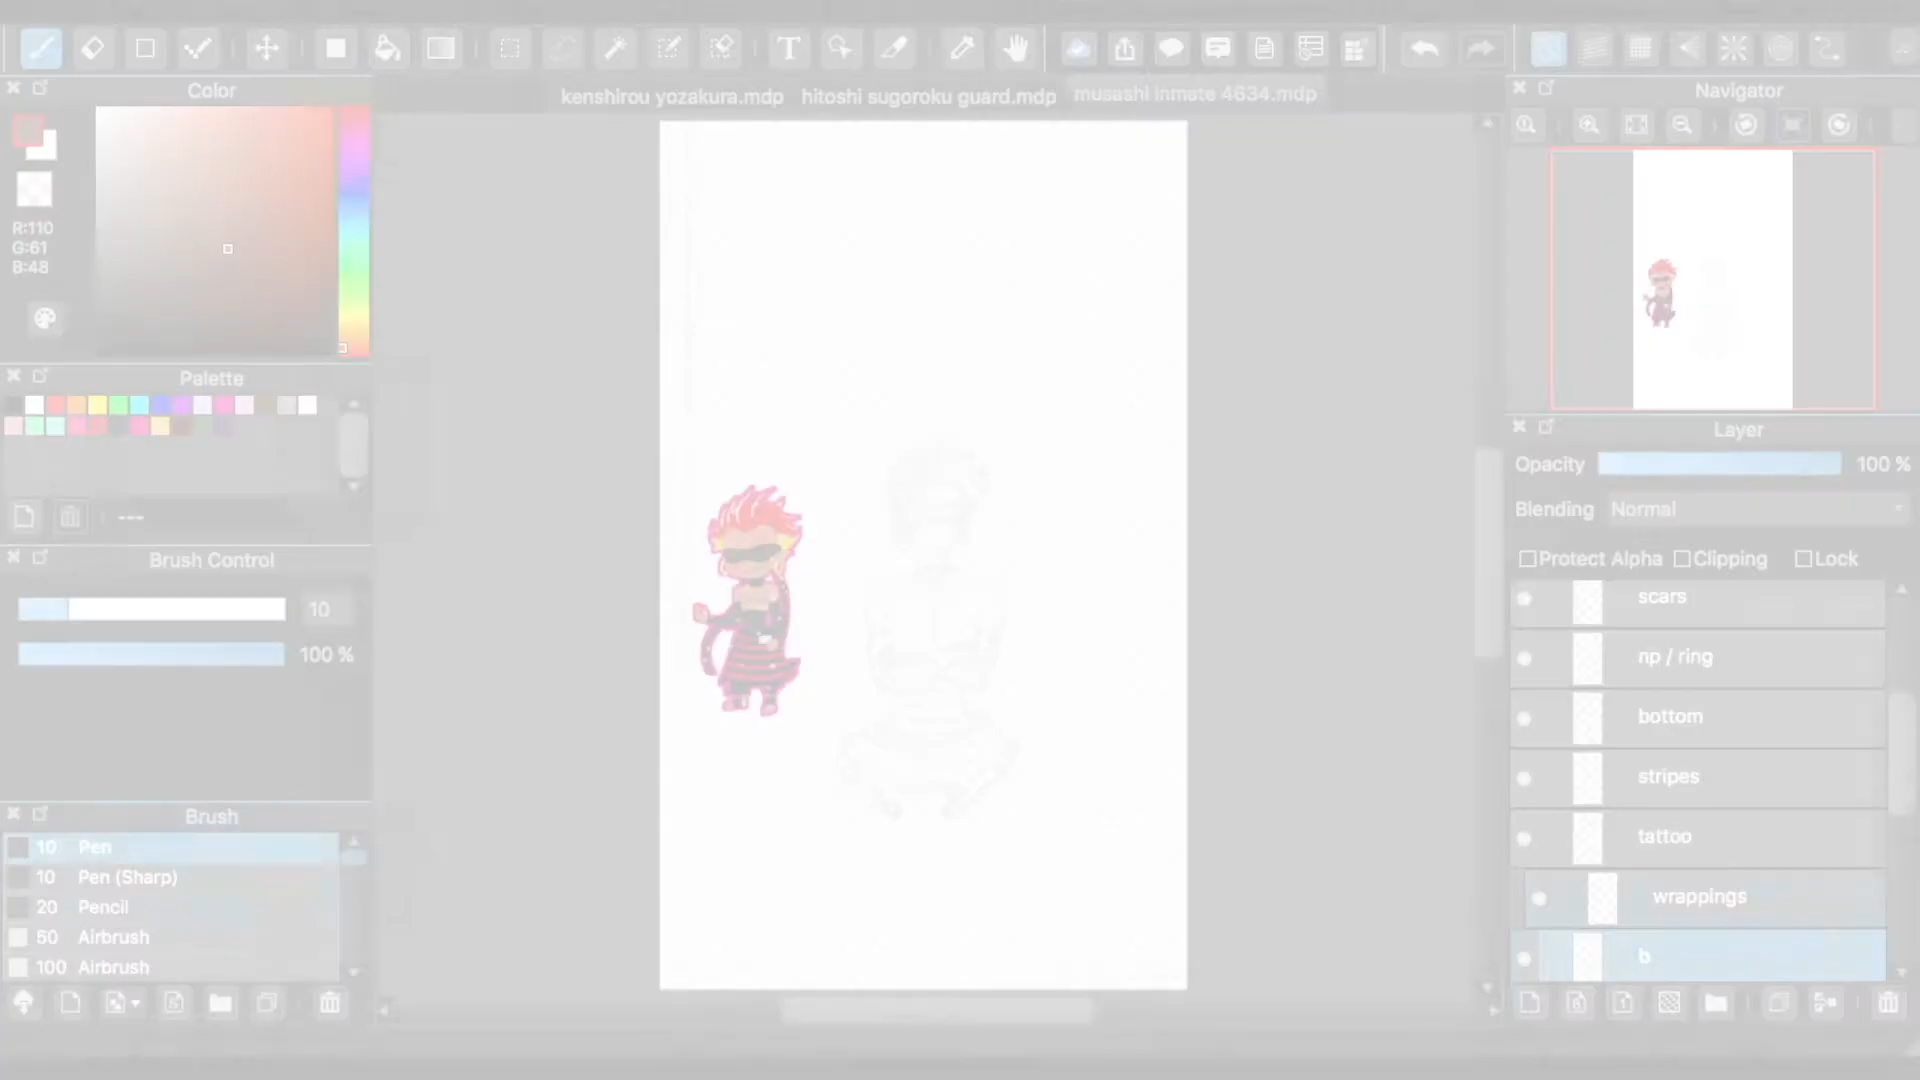 kenshirou yozakura.mdp hitoshi sugoroku guard.mdp musashi inmate 4634.mdp
Color
R:110
G:61
B:48
Palette
---
Brush Control
10
100 %
Brush
10 Pen
10 Pen (Sharp)
20 Pencil
50 Airbrush
100 Airbrush
Navigator
Layer
Opacity 100 %
Blending Normal
Protect Alpha Clipping Lock
scars
np / ring
bottom
stripes
tattoo
wrappings
b